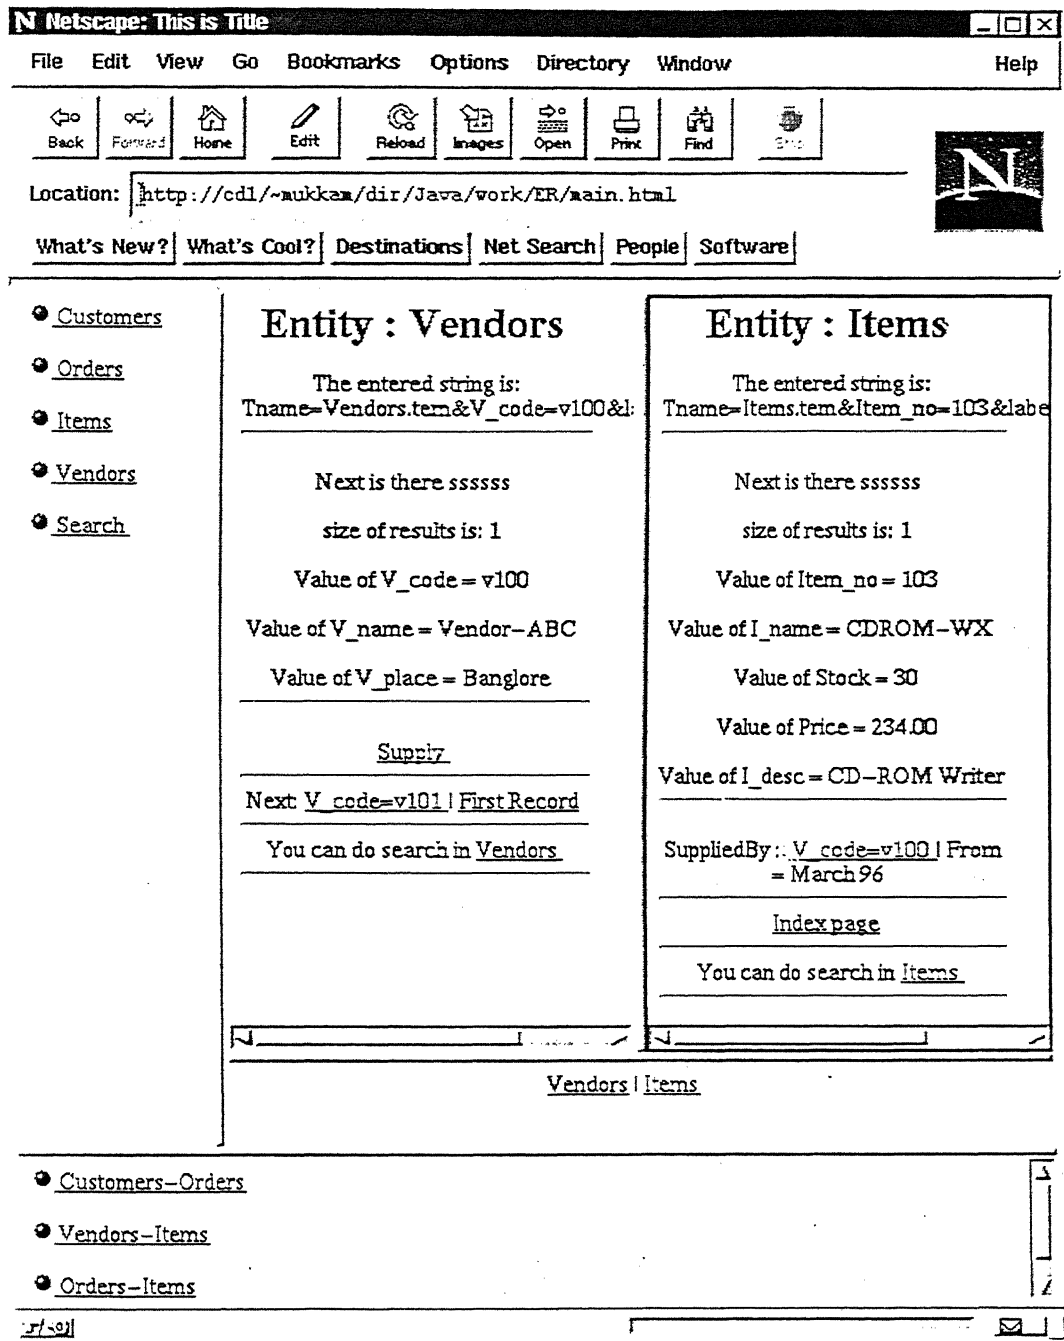 N Netscape: This is Title
File Edit View Go Bookmarks Options Directory Window Help
Back Forward Home Edit Reload Images Open Print Find Stop
Location: http://cdl/~mukkam/dir/Java/work/ER/main.html
N
What's New? What's Cool? Destinations Net Search People Software
Customers
Orders
Items
Vendors
Search
Entity : Vendors
The entered string is:
Tname=Vendors.tem&V_code=v100&l
Next is there ssssss
size of results is: 1
Value of V_code = v100
Value of V_name = Vendor-ABC
Value of V_place = Banglore
Supply
Next: V_code=v101 | First Record
You can do search in Vendors
Entity : Items
The entered string is:
Tname=Items.tem&Item_no=103&labe
Next is there ssssss
size of results is: 1
Value of Item_no = 103
Value of I_name = CDROM-WX
Value of Stock = 30
Value of Price = 234.00
Value of I_desc = CD-ROM Writer
SuppliedBy :: V_code=v100 | From
= March 96
Index page
You can do search in Items
Vendors | Items
Customers-Orders
Vendors-Items
Orders-Items